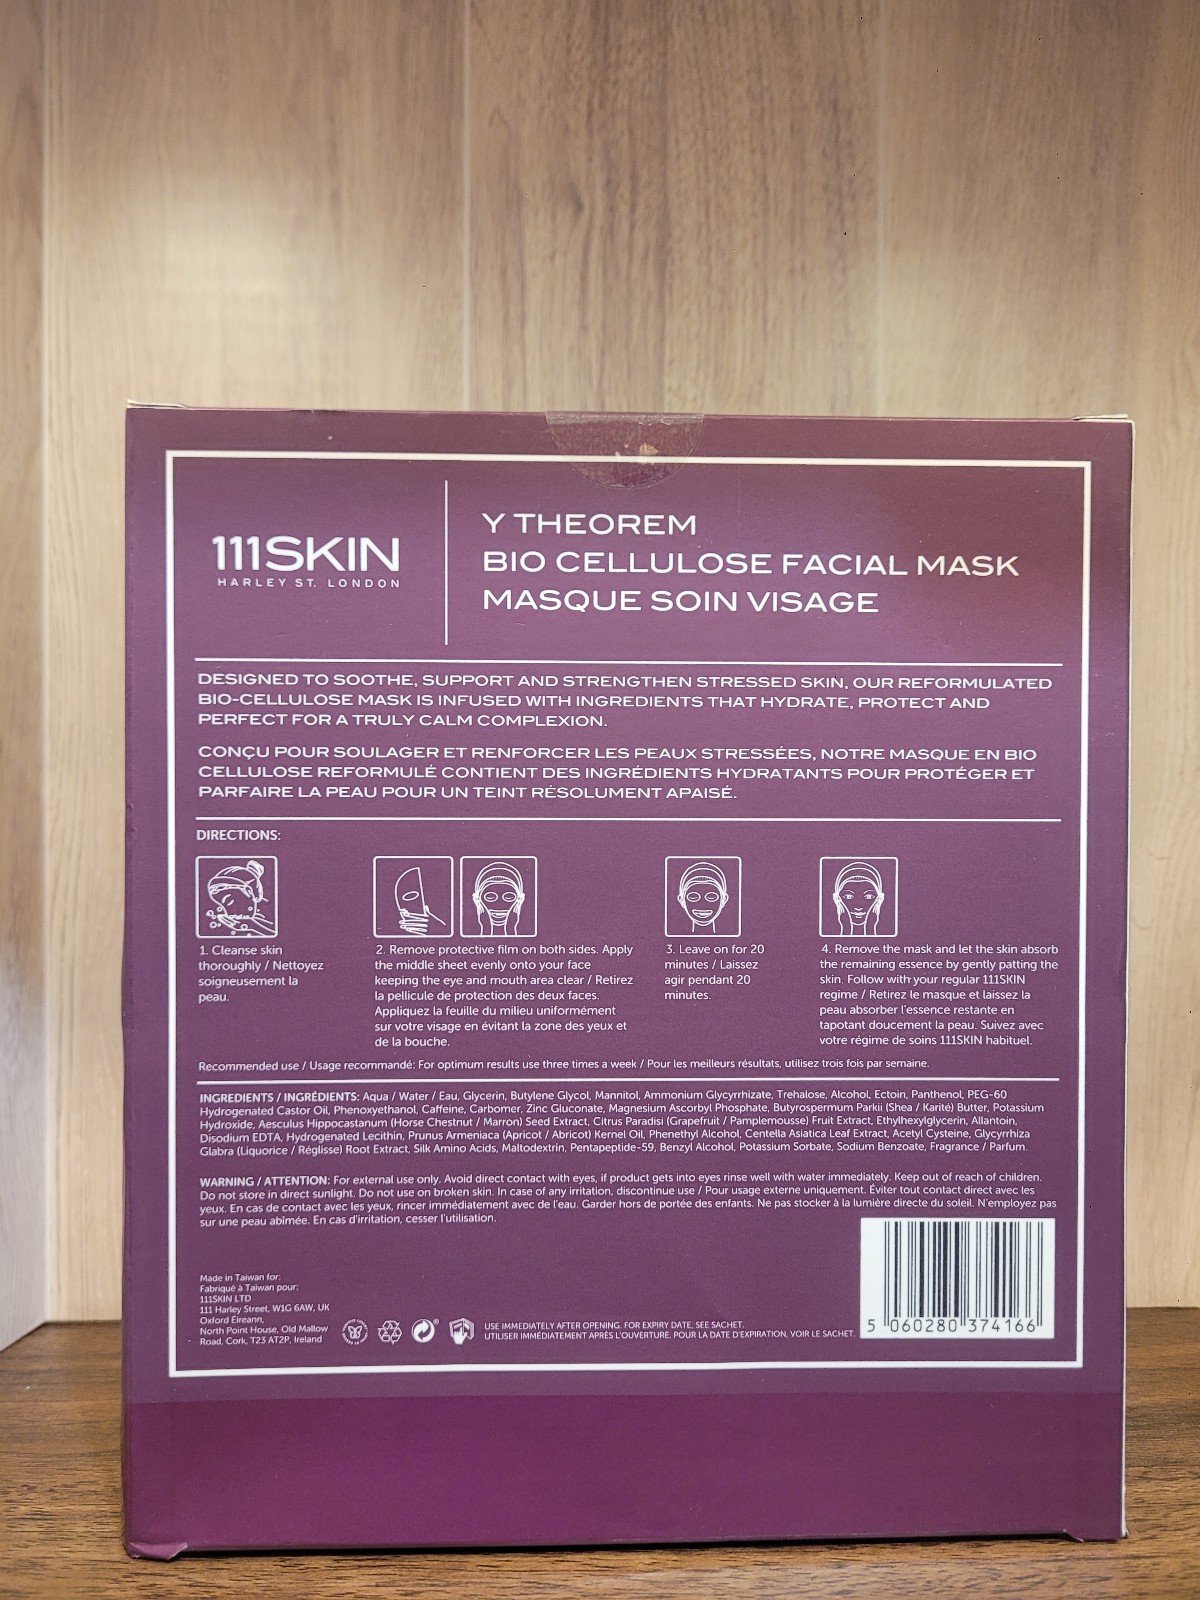 111SKIN
HARLEY ST. LONDON
Y THEOREM
BIO CELLULOSE FACIAL MASK
MASQUE SOIN VISAGE
DESIGNED TO SOOTHE, SUPPORT AND STRENGTHEN STRESSED SKIN, OUR REFORMULATED
BIO-CELLULOSE MASK IS INFUSED WITH INGREDIENTS THAT HYDRATE, PROTECT AND
PERFECT FOR A TRULY CALM COMPLEXION.
CONÇU POUR SOULAGER ET RENFORCER LES PEAUX STRESSÉES, NOTRE MASQUE EN BIO
CELLULOSE REFORMULÉ CONTIENT DES INGRÉDIENTS HYDRATANTS POUR PROTÉGER ET
PARFAIRE LA PEAU POUR UN TEINT RÉSOLUMENT APAISÉ.
DIRECTIONS:
1. Cleanse skin
thoroughly / Nettoyez
soigneusement la
peau.
2. Remove protective film on both sides. Apply
the middle sheet evenly onto your face
keeping the eye and mouth area clear / Retirez
la pellicule de protection des deux faces.
Appliquez la feuille du milieu uniformément
sur votre visage en évitant la zone des yeux et
de la bouche.
3. Leave on for 20
minutes / Laissez
agir pendant 20
minutes.
4. Remove the mask and let the skin absorb
the remaining essence by gently patting the
skin. Follow with your regular 111SKIN
regime / Retirez le masque et laissez la
peau absorber l'essence restante en
tapotant doucement la peau. Suivez avec
votre régime de soins 111SKIN habituel.
Recommended use / Usage recommandé: For optimum results use three times a week / Pour les meilleurs résultats, utilisez trois fois par semaine.
INGREDIENTS / INGRÉDIENTS: Aqua / Water / Eau, Glycerin, Butylene Glycol, Mannitol, Ammonium Glycyrrhizate, Trehalose, Alcohol, Ectoin, Panthenol, PEG-60
Hydrogenated Castor Oil, Phenoxyethanol, Caffeine, Carbomer, Zinc Gluconate, Magnesium Ascorbyl Phosphate, Butyrospermum Parkii (Shea / Karité) Butter, Potassium
Hydroxide, Aesculus Hippocastanum (Horse Chestnut / Marron) Seed Extract, Citrus Paradisi (Grapefruit / Pamplemousse) Fruit Extract, Ethylhexylglycerin, Allantoin,
Disodium EDTA, Hydrogenated Lecithin, Prunus Armeniaca (Apricot / Abricot) Kernel Oil, Phenethyl Alcohol, Centella Asiatica Leaf Extract, Acetyl Cysteine, Glycyrrhiza
Glabra (Liquorice / Réglisse) Root Extract, Silk Amino Acids, Maltodextrin, Pentapeptide-59, Benzyl Alcohol, Potassium Sorbate, Sodium Benzoate, Fragrance / Parfum.
WARNING / ATTENTION: For external use only. Avoid direct contact with eyes, if product gets into eyes rinse well with water immediately. Keep out of reach of children.
Do not store in direct sunlight. Do not use on broken skin. In case of any irritation, discontinue use / Pour usage externe uniquement. Éviter tout contact direct avec les
yeux. En cas de contact avec les yeux, rincer immédiatement avec de l'eau. Garder hors de portée des enfants. Ne pas stocker à la lumière directe du soleil. N'employez pas
sur une peau abîmée. En cas d'irritation, cesser l'utilisation.
Made in Taiwan for:
Fabriqué à Taiwan pour:
111SKIN LTD
111 Harley Street, W1G 6AW, UK
Oxford Éireann,
North Point House, Old Mallow
Road, Cork, T23 AT2P, Ireland
USE IMMEDIATELY AFTER OPENING. FOR EXPIRY DATE, SEE SACHET.
UTILISER IMMÉDIATEMENT APRÈS L'OUVERTURE. POUR LA DATE D'EXPIRATION, VOIR LE SACHET.
5 060280 374166